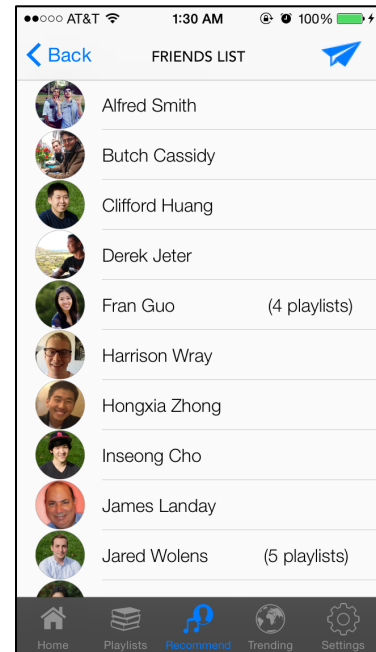 AT&T 1:30 AM 100%
Back FRIENDS LIST
Alfred Smith
Butch Cassidy
Clifford Huang
Derek Jeter
Fran Guo (4 playlists)
Harrison Wray
Hongxia Zhong
Inseong Cho
James Landay
Jared Wolens (5 playlists)
Home Playlists Recommend Trending Settings